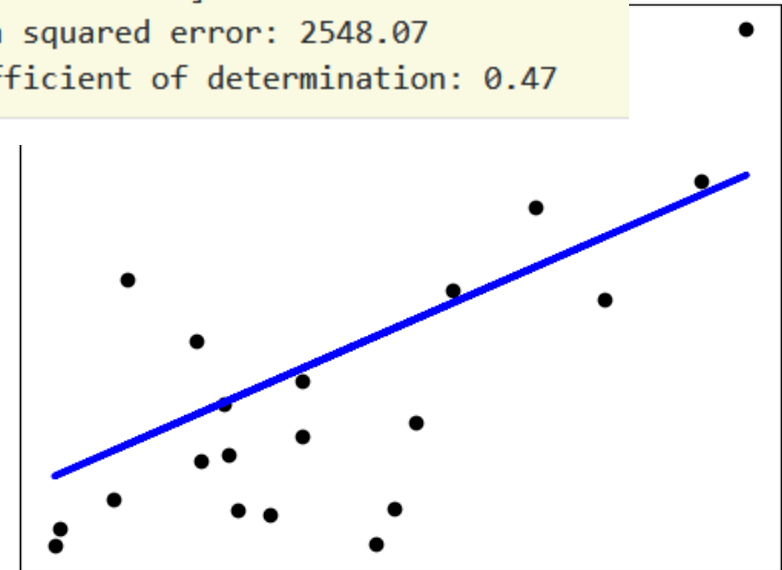 squared error: 2548.07
fficient of determination: 0.47